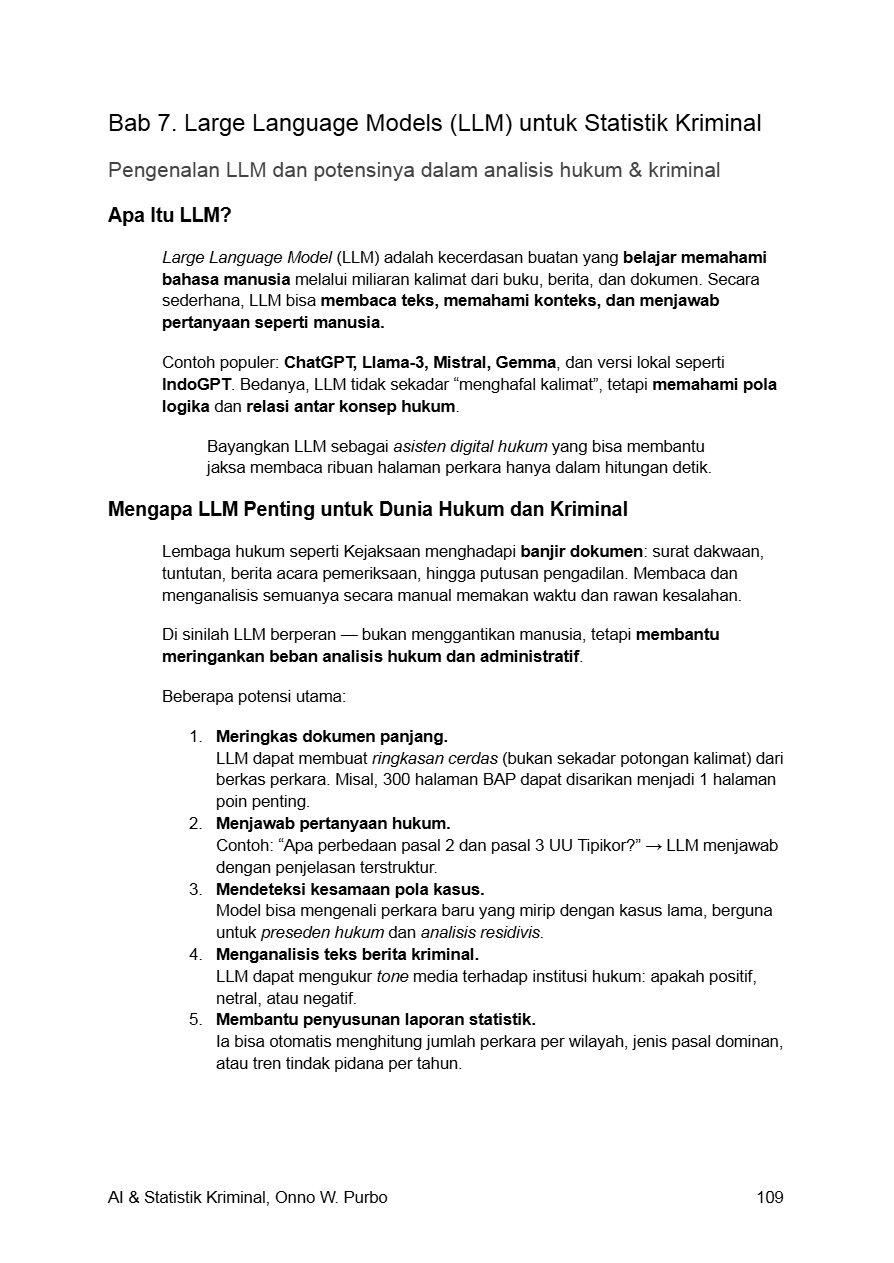 Bab 7. Large Language Models (LLM) untuk Statistik Kriminal
Pengenalan LLM dan potensinya dalam analisis hukum & kriminal
Apa Itu LLM?
Large Language Model (LLM) adalah kecerdasan buatan yang belajar memahami
bahasa manusia melalui miliaran kalimat dari buku, berita, dan dokumen. Secara
sederhana, LLM bisa membaca teks, memahami konteks, dan menjawab
pertanyaan seperti manusia.
Contoh populer: ChatGPT, Llama-3, Mistral, Gemma, dan versi lokal seperti
IndoGPT. Bedanya, LLM tidak sekadar “menghafal kalimat”, tetapi memahami pola
logika dan relasi antar konsep hukum.
Bayangkan LLM sebagai asisten digital hukum yang bisa membantu
jaksa membaca ribuan halaman perkara hanya dalam hitungan detik.
Mengapa LLM Penting untuk Dunia Hukum dan Kriminal
Lembaga hukum seperti Kejaksaan menghadapi banjir dokumen: surat dakwaan,
tuntutan, berita acara pemeriksaan, hingga putusan pengadilan. Membaca dan
menganalisis semuanya secara manual memakan waktu dan rawan kesalahan.
Di sinilah LLM berperan — bukan menggantikan manusia, tetapi membantu
meringankan beban analisis hukum dan administratif.
Beberapa potensi utama:
1. Meringkas dokumen panjang.
LLM dapat membuat ringkasan cerdas (bukan sekadar potongan kalimat) dari
berkas perkara. Misal, 300 halaman BAP dapat disarikan menjadi 1 halaman
poin penting.
2. Menjawab pertanyaan hukum.
Contoh: “Apa perbedaan pasal 2 dan pasal 3 UU Tipikor?” → LLM menjawab
dengan penjelasan terstruktur.
3. Mendeteksi kesamaan pola kasus.
Model bisa mengenali perkara baru yang mirip dengan kasus lama, berguna
untuk preseden hukum dan analisis residivis.
4. Menganalisis teks berita kriminal.
LLM dapat mengukur tone media terhadap institusi hukum: apakah positif,
netral, atau negatif.
5. Membantu penyusunan laporan statistik.
Ia bisa otomatis menghitung jumlah perkara per wilayah, jenis pasal dominan,
atau tren tindak pidana per tahun.
AI & Statistik Kriminal, Onno W. Purbo 109